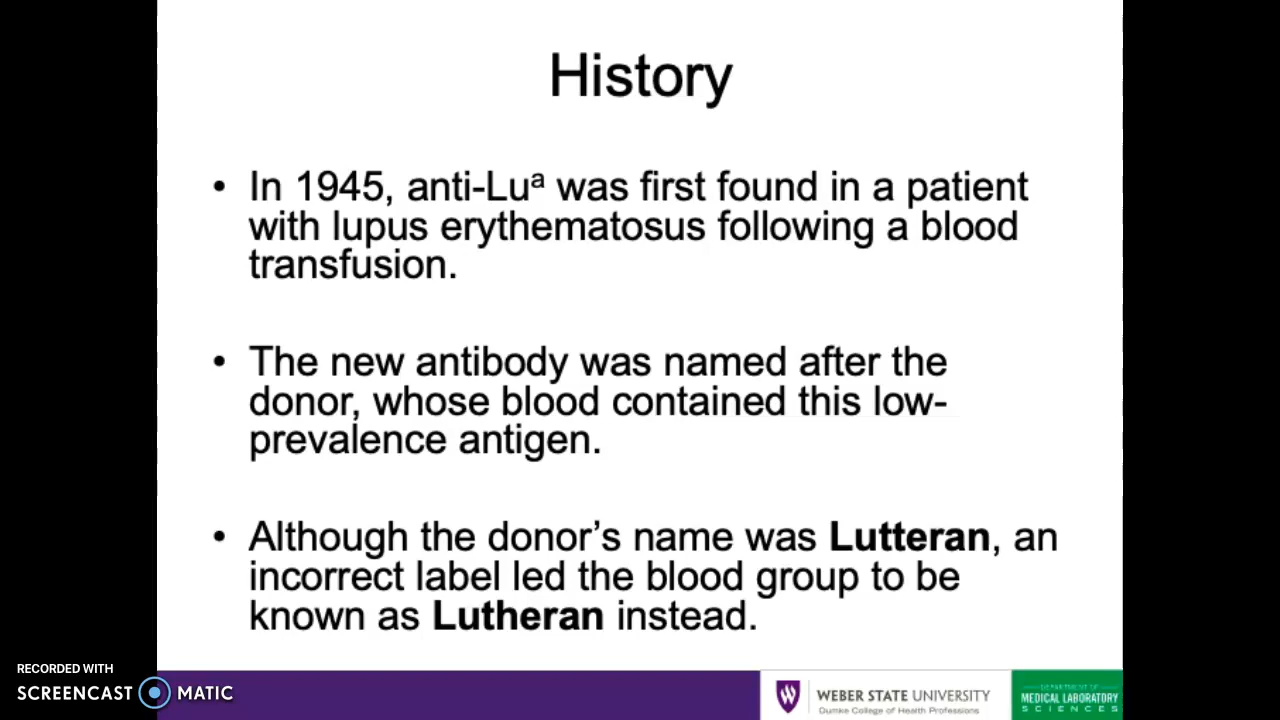 History
• In 1945, anti-Luᵃ was first found in a patient
with lupus erythematosus following a blood
transfusion.
• The new antibody was named after the
donor, whose blood contained this low-
prevalence antigen.
• Although the donor’s name was Lutteran, an
incorrect label led the blood group to be
known as Lutheran instead.
RECORDED WITH
SCREENCAST MATIC
WEBER STATE UNIVERSITY
Dumke College of Health Professions
DEPARTMENT OF
MEDICAL LABORATORY
SCIENCES